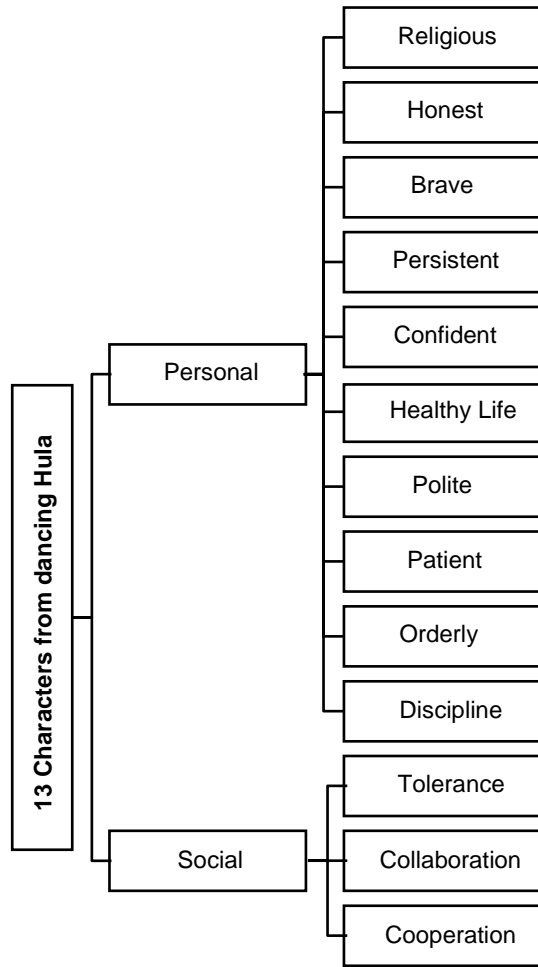 13 Characters from dancing Hula
Personal
Religious
Honest
Brave
Persistent
Confident
Healthy Life
Polite
Patient
Orderly
Discipline
Social
Tolerance
Collaboration
Cooperation